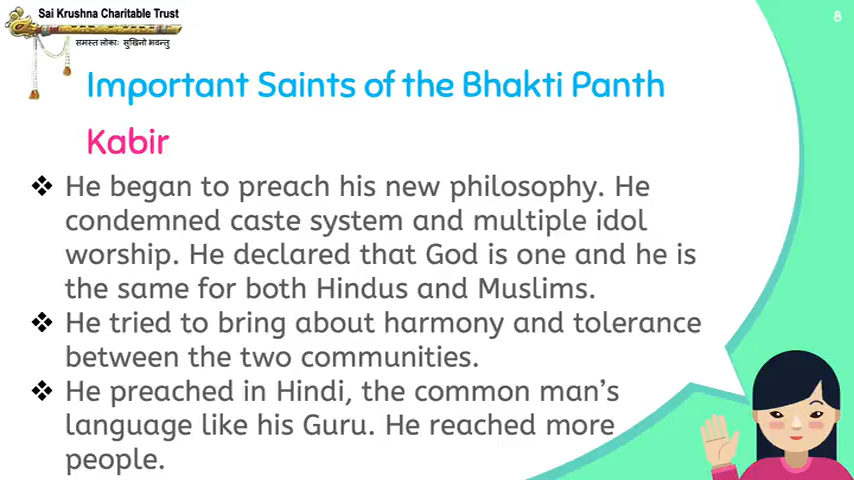 Sai Krushna Charitable Trust
8
समस्त लोकाः सुखिनो भवन्तु
Important Saints of the Bhakti Panth
Kabir
❖ He began to preach his new philosophy. He
condemned caste system and multiple idol
worship. He declared that God is one and he is
the same for both Hindus and Muslims.
❖ He tried to bring about harmony and tolerance
between the two communities.
❖ He preached in Hindi, the common man's
language like his Guru. He reached more
people.